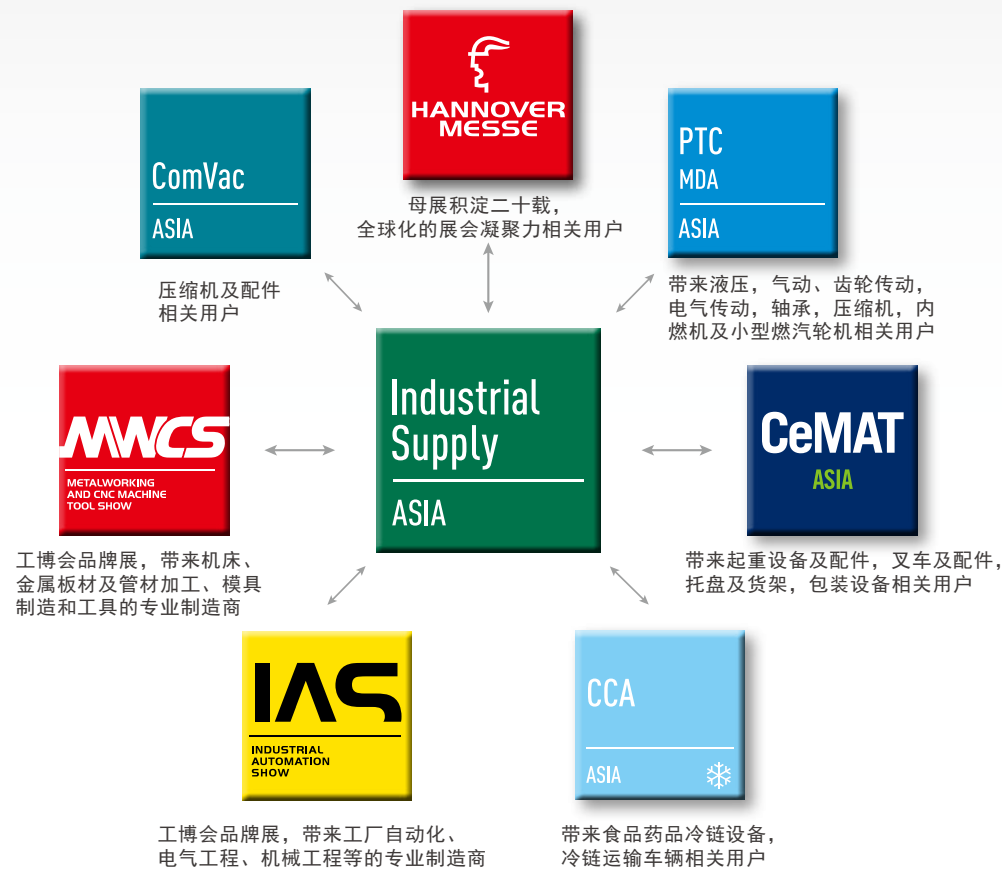 HANNOVER
MESSE
母展积淀二十载，
全球化的展会凝聚力相关用户
ComVac
ASIA
压缩机及配件
相关用户
PTC
MDA
ASIA
带来液压，气动、齿轮传动，
电气传动，轴承，压缩机，内
燃机及小型燃汽轮机相关用户
MWCS
METALWORKING
AND CNC MACHINE
TOOL SHOW
工博会品牌展，带来机床、
金属板材及管材加工、模具
制造和工具的专业制造商
Industrial
Supply
ASIA
CeMAT
ASIA
带来起重设备及配件，叉车及配件，
托盘及货架，包装设备相关用户
IAS
INDUSTRIAL
AUTOMATION
SHOW
工博会品牌展，带来工厂自动化、
电气工程、机械工程等的专业制造商
CCA
ASIA
带来食品药品冷链设备，
冷链运输车辆相关用户